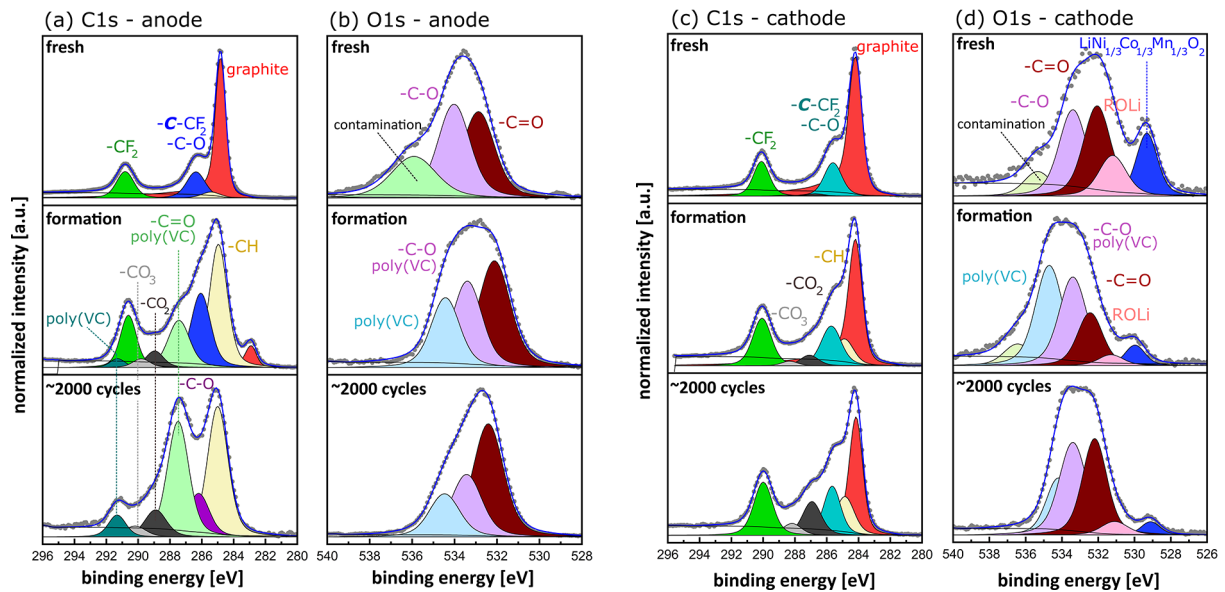 (a) C1s - anode
fresh
graphite
-C-CF2
-C-O
-CF2
formation
-C=O
poly(VC)
-CH
-CO3
-CO2
poly(VC)
~2000 cycles
-C-O
296 294 292 290 288 286 284 282 280
binding energy [eV]
normalized intensity [a.u.]
(b) O1s - anode
fresh
-C-O
-C=O
contamination
formation
-C-O
poly(VC)
poly(VC)
~2000 cycles
540 538 536 534 532 530 528
binding energy [eV]
(c) C1s - cathode
fresh
graphite
-C-CF2
-C-O
-CF2
formation
-CH
-CO2
-CO3
~2000 cycles
296 294 292 290 288 286 284 282 280
binding energy [eV]
normalized intensity [a.u.]
(d) O1s - cathode
fresh
LiNi1/3Co1/3Mn1/3O2
-C=O
-C-O
ROLi
contamination
formation
-C-O
poly(VC)
poly(VC)
-C=O
ROLi
~2000 cycles
540 538 536 534 532 530 528 526
binding energy [eV]